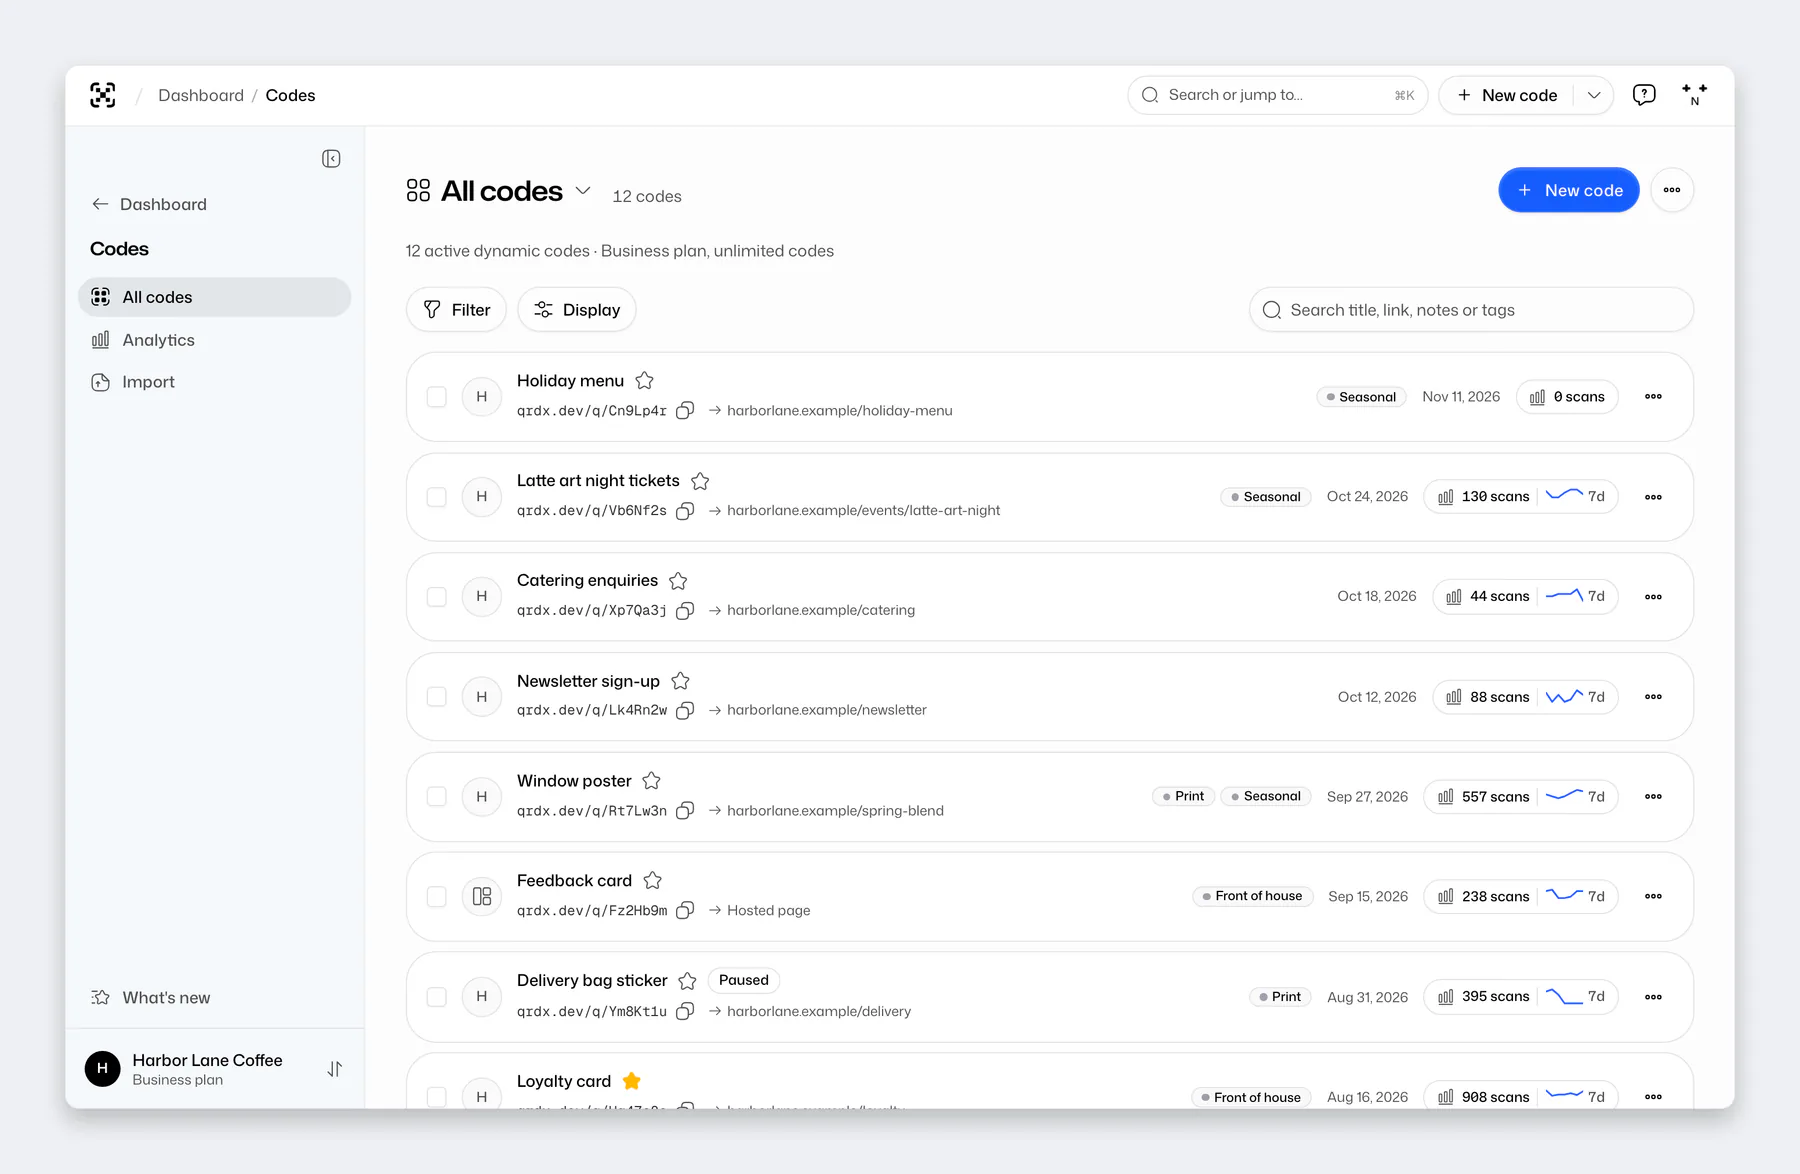 / Dashboard / Codes
Search or jump to... ⌘K
+ New code
N
Dashboard
Codes
All codes
Analytics
Import
What's new
H
Harbor Lane Coffee
Business plan
All codes
12 codes
+ New code
12 active dynamic codes · Business plan, unlimited codes
Filter
Display
Search title, link, notes or tags
H
Holiday menu
qrdx.dev/q/Cn9Lp4r → harborlane.example/holiday-menu
Seasonal Nov 11, 2026 0 scans
H
Latte art night tickets
qrdx.dev/q/Vb6Nf2s → harborlane.example/events/latte-art-night
Seasonal Oct 24, 2026 130 scans 7d
H
Catering enquiries
qrdx.dev/q/Xp7Qa3j → harborlane.example/catering
Oct 18, 2026 44 scans 7d
H
Newsletter sign-up
qrdx.dev/q/Lk4Rn2w → harborlane.example/newsletter
Oct 12, 2026 88 scans 7d
H
Window poster
qrdx.dev/q/Rt7Lw3n → harborlane.example/spring-blend
Print Seasonal Sep 27, 2026 557 scans 7d
Feedback card
qrdx.dev/q/Fz2Hb9m → Hosted page
Front of house Sep 15, 2026 238 scans 7d
H
Delivery bag sticker Paused
qrdx.dev/q/Ym8Kt1u → harborlane.example/delivery
Print Aug 31, 2026 395 scans 7d
H
Loyalty card
Front of house Aug 16, 2026 908 scans 7d